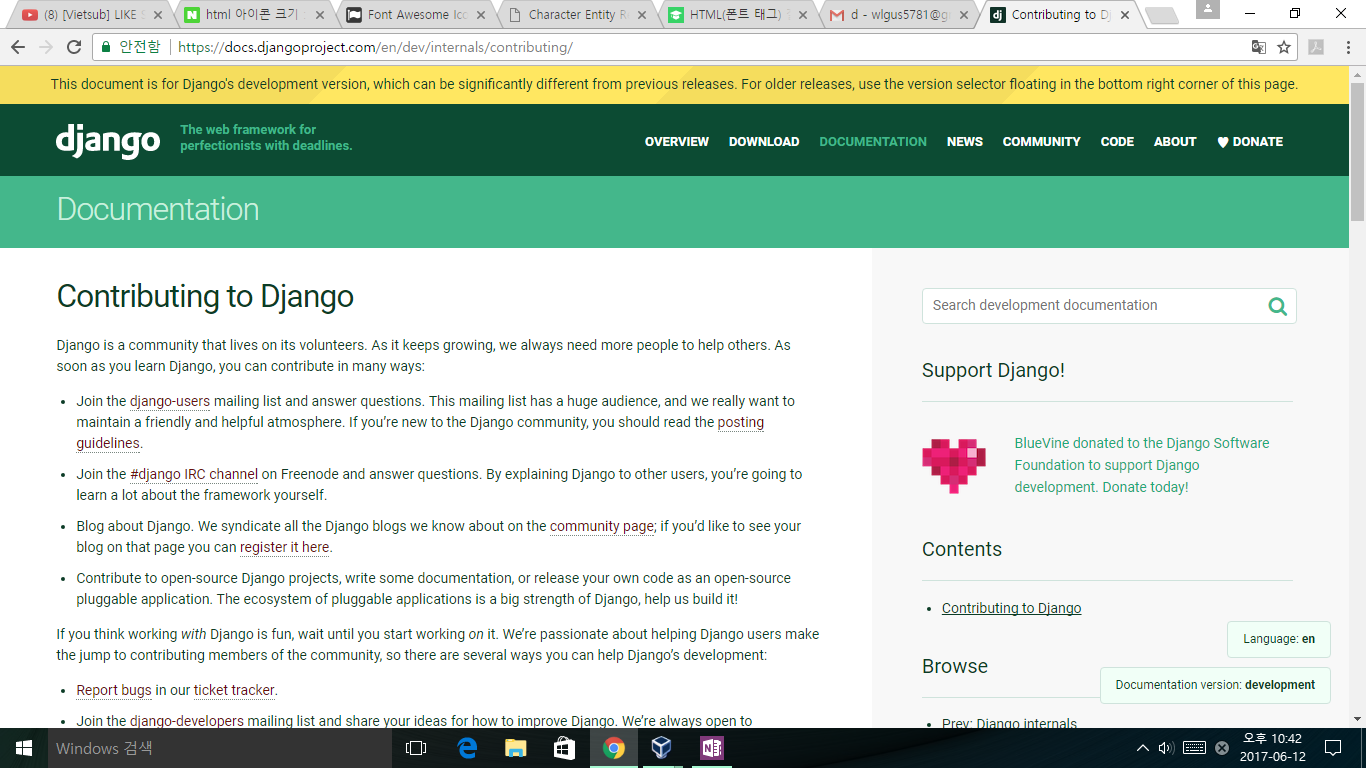 (8) [Vietsub] LIKE
html 아이콘 크기
Font Awesome Ico
Character Entity R
HTML(폰트 태그)
d - wlgus5781@g
Contributing to Dj
안전함
https://docs.djangoproject.com/en/dev/internals/contributing/
This document is for Django's development version, which can be significantly different from previous releases. For older releases, use the version selector floating in the bottom right corner of this page.
django
The web framework for
perfectionists with deadlines.
OVERVIEW DOWNLOAD DOCUMENTATION NEWS COMMUNITY CODE ABOUT DONATE
Documentation
Contributing to Django
Django is a community that lives on its volunteers. As it keeps growing, we always need more people to help others. As
soon as you learn Django, you can contribute in many ways:
• Join the django-users mailing list and answer questions. This mailing list has a huge audience, and we really want to
maintain a friendly and helpful atmosphere. If you're new to the Django community, you should read the posting
guidelines.
• Join the #django IRC channel on Freenode and answer questions. By explaining Django to other users, you're going to
learn a lot about the framework yourself.
• Blog about Django. We syndicate all the Django blogs we know about on the community page; if you'd like to see your
blog on that page you can register it here.
• Contribute to open-source Django projects, write some documentation, or release your own code as an open-source
pluggable application. The ecosystem of pluggable applications is a big strength of Django, help us build it!
If you think working with Django is fun, wait until you start working on it. We're passionate about helping Django users make
the jump to contributing members of the community, so there are several ways you can help Django's development:
• Report bugs in our ticket tracker.
• Join the django-developers mailing list and share your ideas for how to improve Django. We're always open to
Search development documentation
Support Django!
BlueVine donated to the Django Software
Foundation to support Django
development. Donate today!
Contents
• Contributing to Django
Language: en
Browse
Documentation version: development
• Prev: Django internals
Windows 검색
오후 10:42
2017-06-12